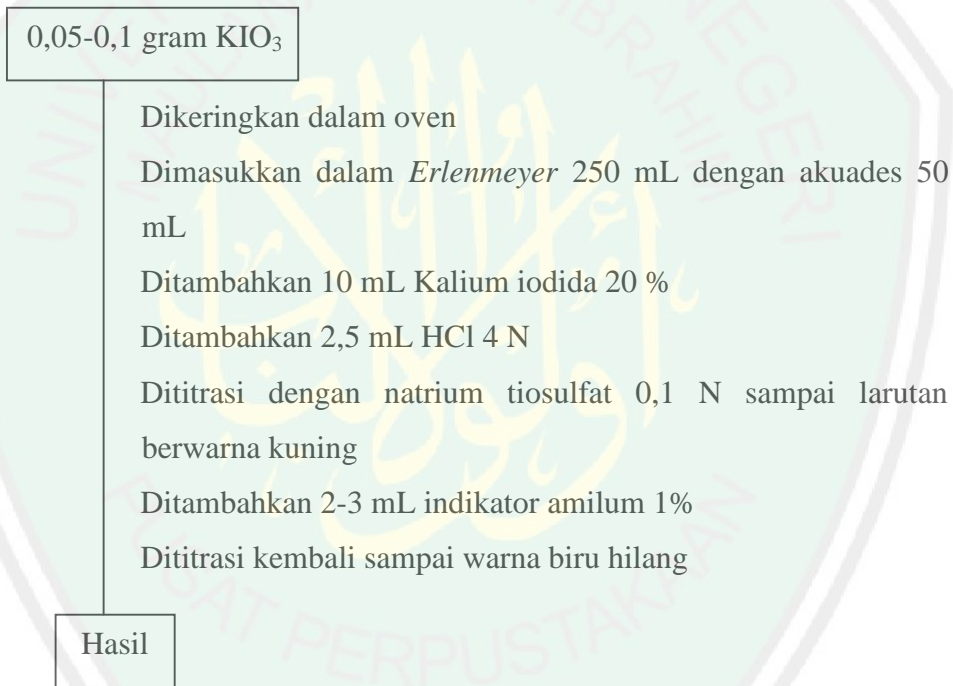 0,05-0,1 gram KIO₃
Dikeringkan dalam oven
Dimasukkan dalam Erlenmeyer 250 mL dengan akuades 50
mL
Ditambahkan 10 mL Kalium iodida 20 %
Ditambahkan 2,5 mL HCl 4 N
Dititrasi dengan natrium tiosulfat 0,1 N sampai larutan
berwarna kuning
Ditambahkan 2-3 mL indikator amilum 1%
Dititrasi kembali sampai warna biru hilang
Hasil
PUSAT PERPUSTAKAAN